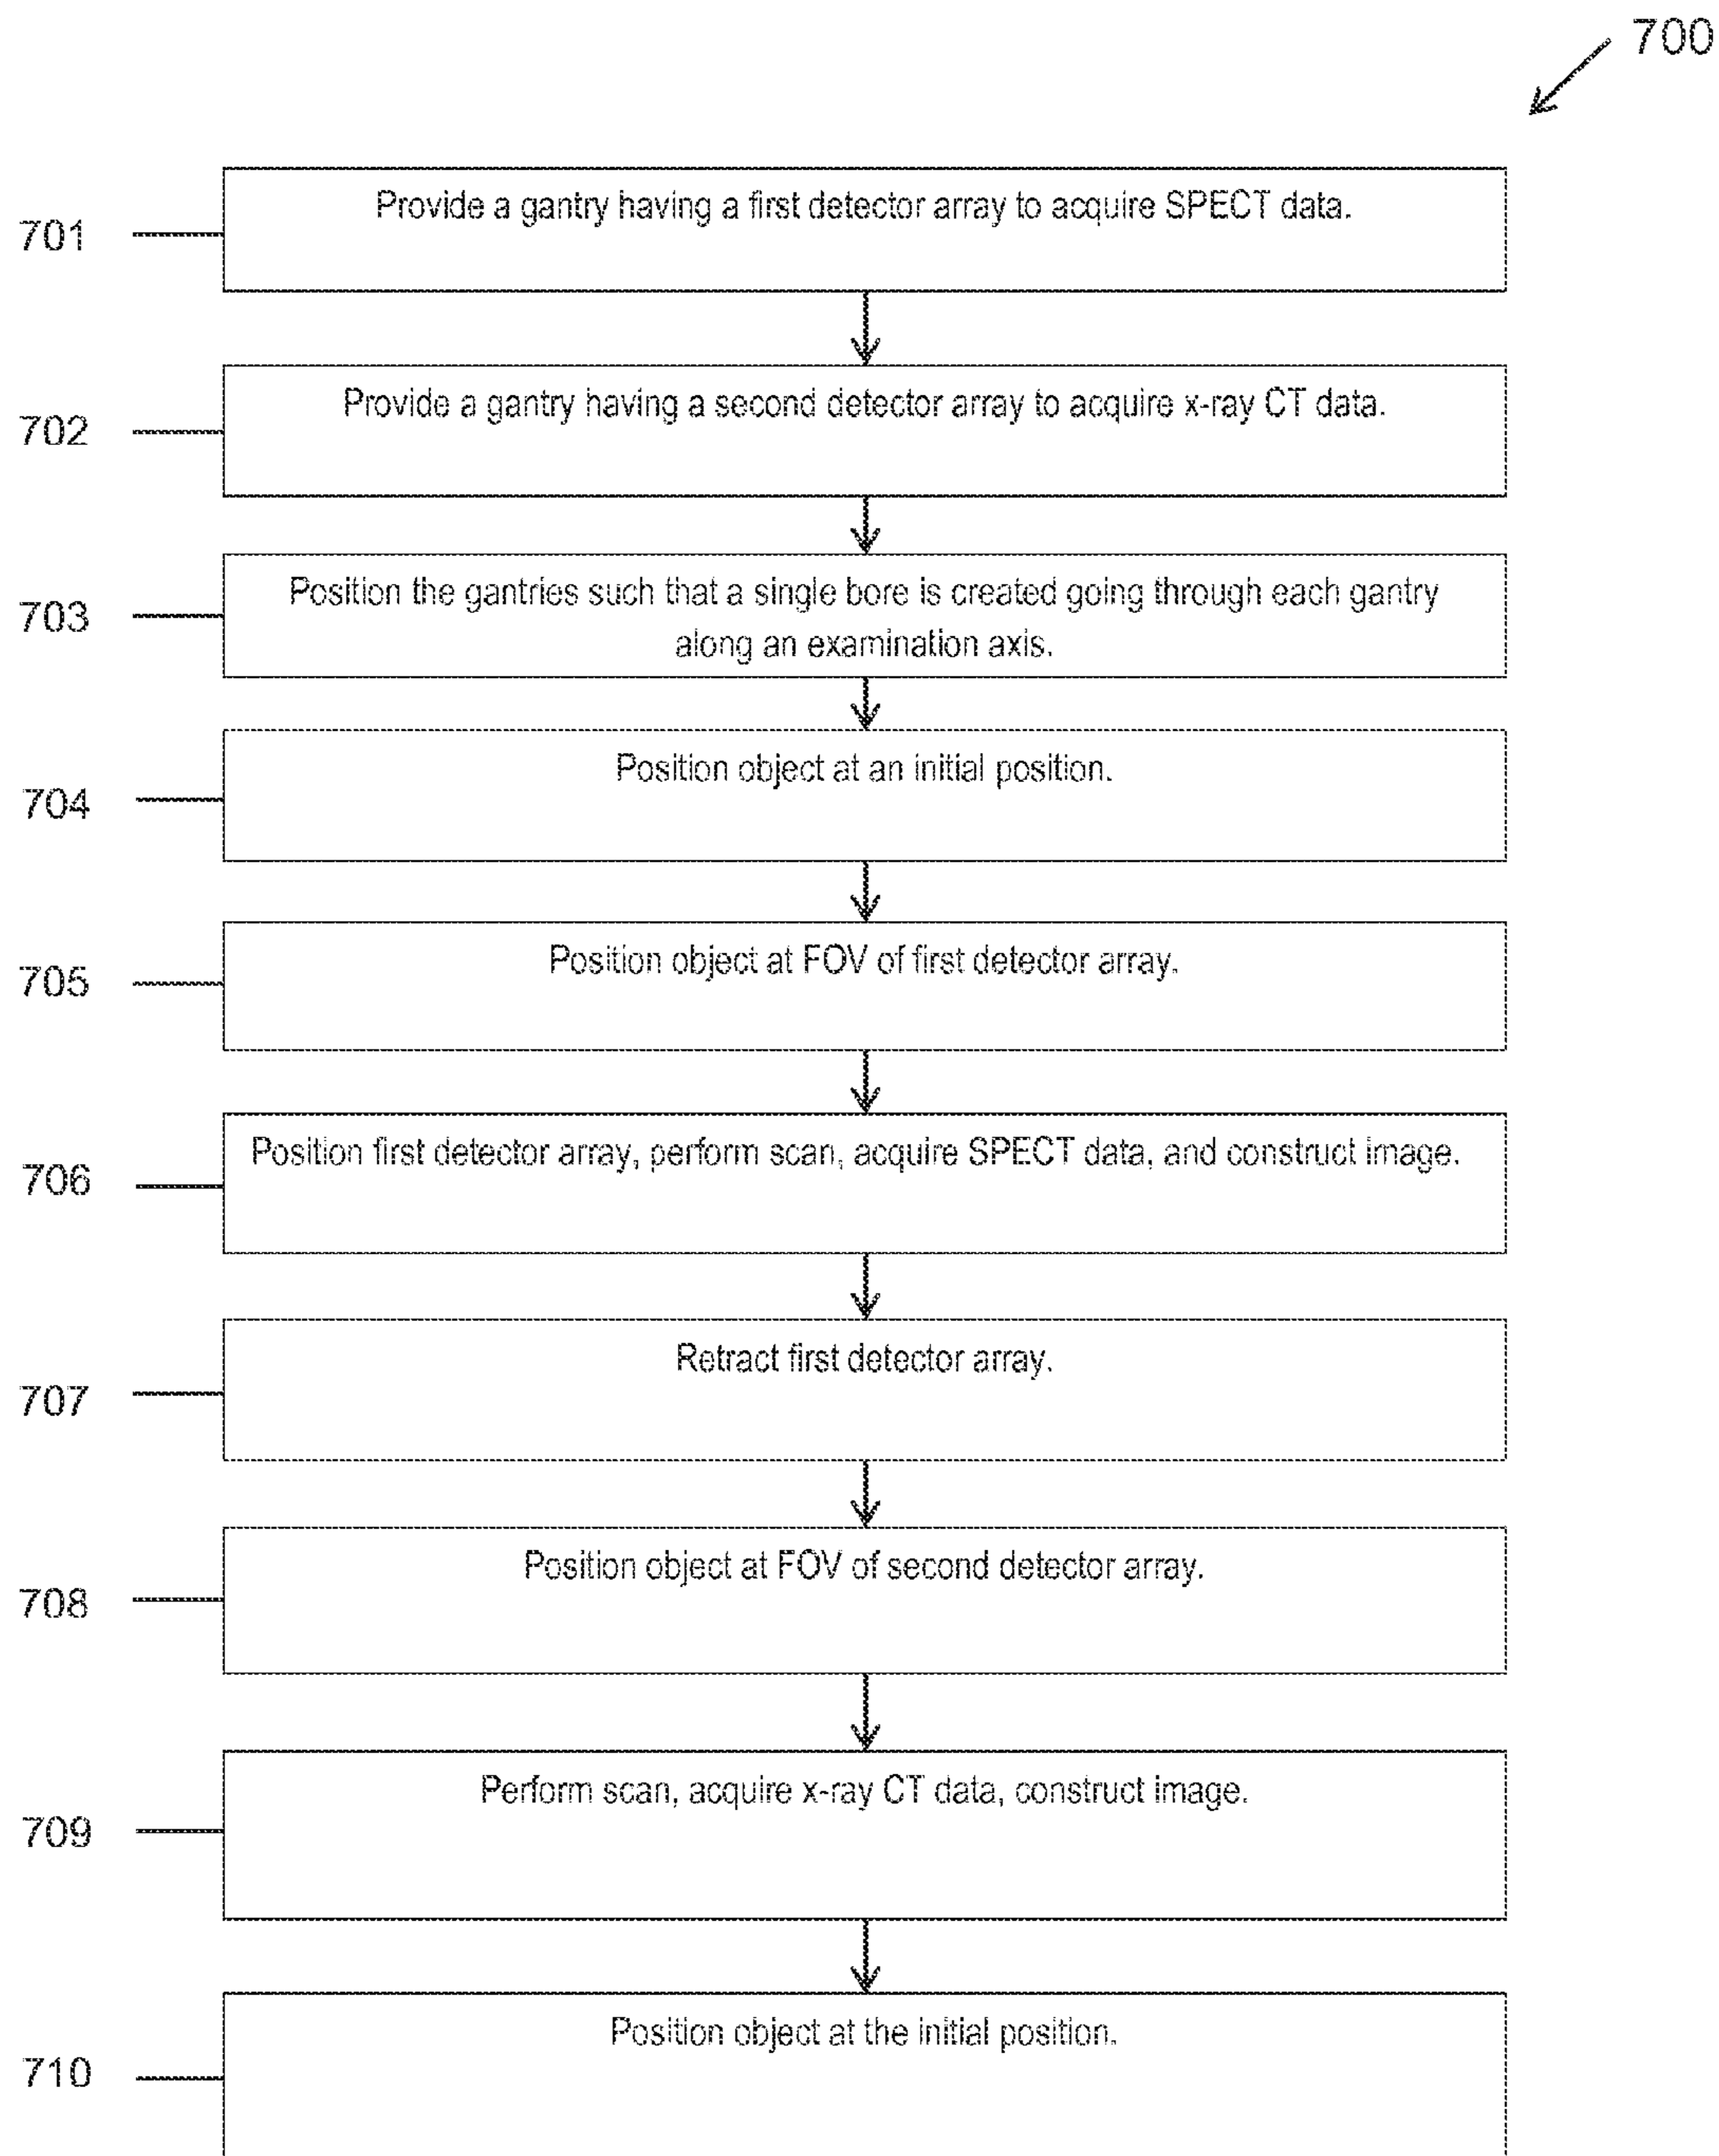 700
701
Provide a gantry having a first detector array to acquire SPECT data.
702
Provide a gantry having a second detector array to acquire x-ray CT data.
703
Position the gantries such that a single bore is created going through each gantry
along an examination axis.
704
Position object at an initial position.
705
Position object at FOV of first detector array.
706
Position first detector array, perform scan, acquire SPECT data, and construct image.
707
Retract first detector array.
708
Position object at FOV of second detector array.
709
Perform scan, acquire x-ray CT data, construct image.
710
Position object at the initial position.